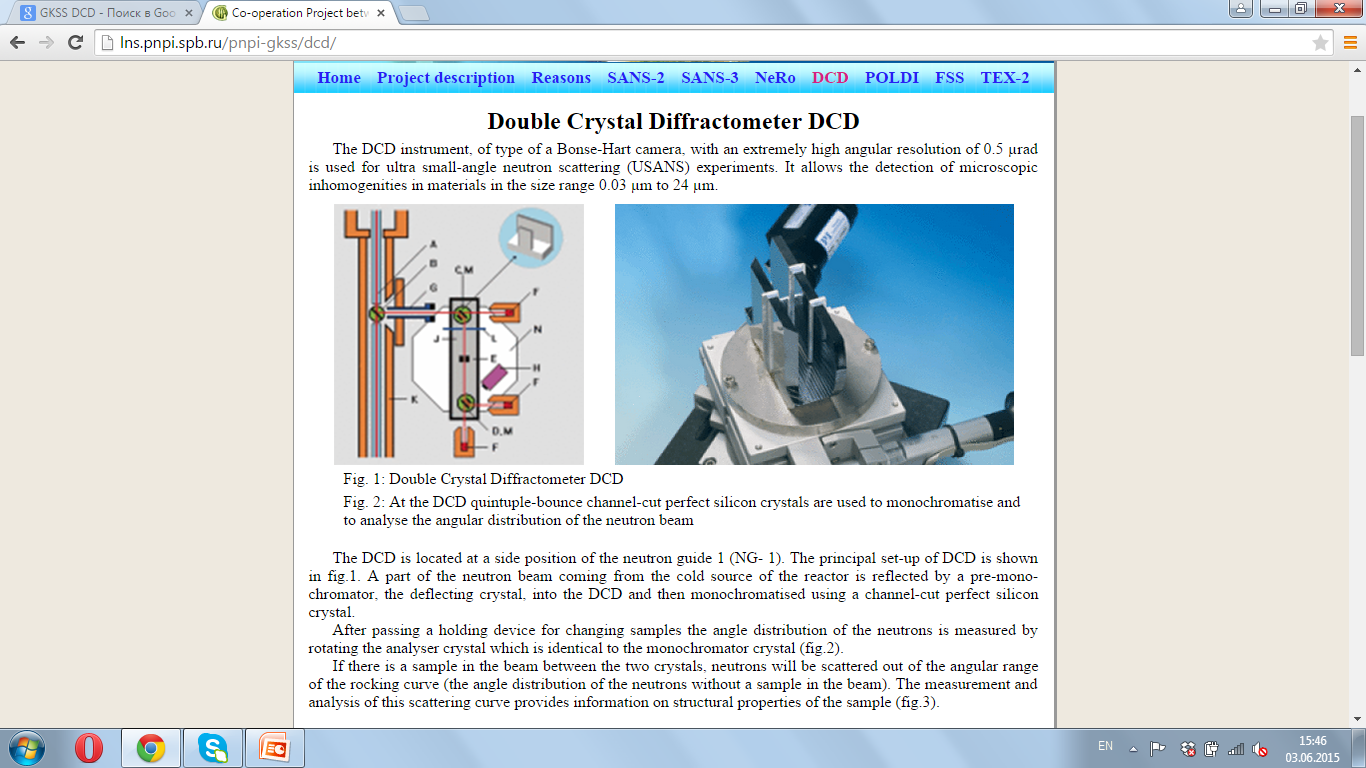 GKSS DCD - Поиск в Goo
Co-operation Project betw
lns.pnpi.spb.ru/pnpi-gkss/dcd/
Home Project description Reasons SANS-2 SANS-3 NeRo DCD POLDI FSS TEX-2
Double Crystal Diffractometer DCD
The DCD instrument, of type of a Bonse-Hart camera, with an extremely high angular resolution of 0.5 µrad
is used for ultra small-angle neutron scattering (USANS) experiments. It allows the detection of microscopic
inhomogenities in materials in the size range 0.03 µm to 24 µm.
A
B
G
C,M
F
N
J
L
E
H
F
K
D,M
F
PI
Fig. 1: Double Crystal Diffractometer DCD
Fig. 2: At the DCD quintuple-bounce channel-cut perfect silicon crystals are used to monochromatise and
to analyse the angular distribution of the neutron beam
The DCD is located at a side position of the neutron guide 1 (NG- 1). The principal set-up of DCD is shown
in fig.1. A part of the neutron beam coming from the cold source of the reactor is reflected by a pre-mono-
chromator, the deflecting crystal, into the DCD and then monochromatised using a channel-cut perfect silicon
crystal.
After passing a holding device for changing samples the angle distribution of the neutrons is measured by
rotating the analyser crystal which is identical to the monochromator crystal (fig.2).
If there is a sample in the beam between the two crystals, neutrons will be scattered out of the angular range
of the rocking curve (the angle distribution of the neutrons without a sample in the beam). The measurement and
analysis of this scattering curve provides information on structural properties of the sample (fig.3).
EN
15:46
03.06.2015